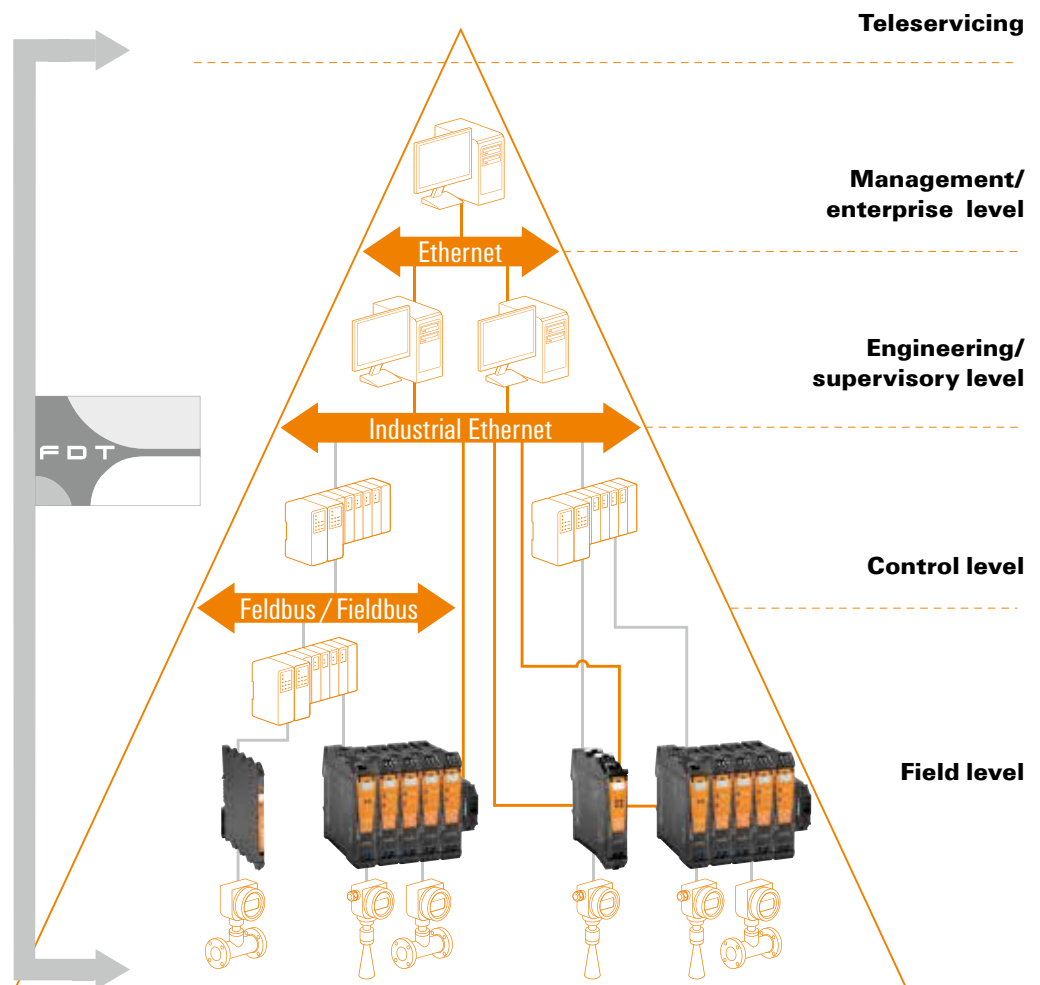 Teleservicing
Management/
enterprise level
Ethernet
Engineering/
supervisory level
Industrial Ethernet
FDT
Control level
Feldbus / Fieldbus
Field level